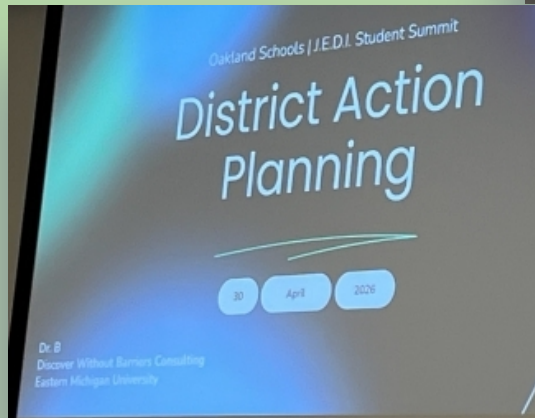 Oakland Schools | J.E.D.I. Student Summit
District Action
Planning
30 April 2026
Dr. B
Discover Without Barriers Consulting
Eastern Michigan University